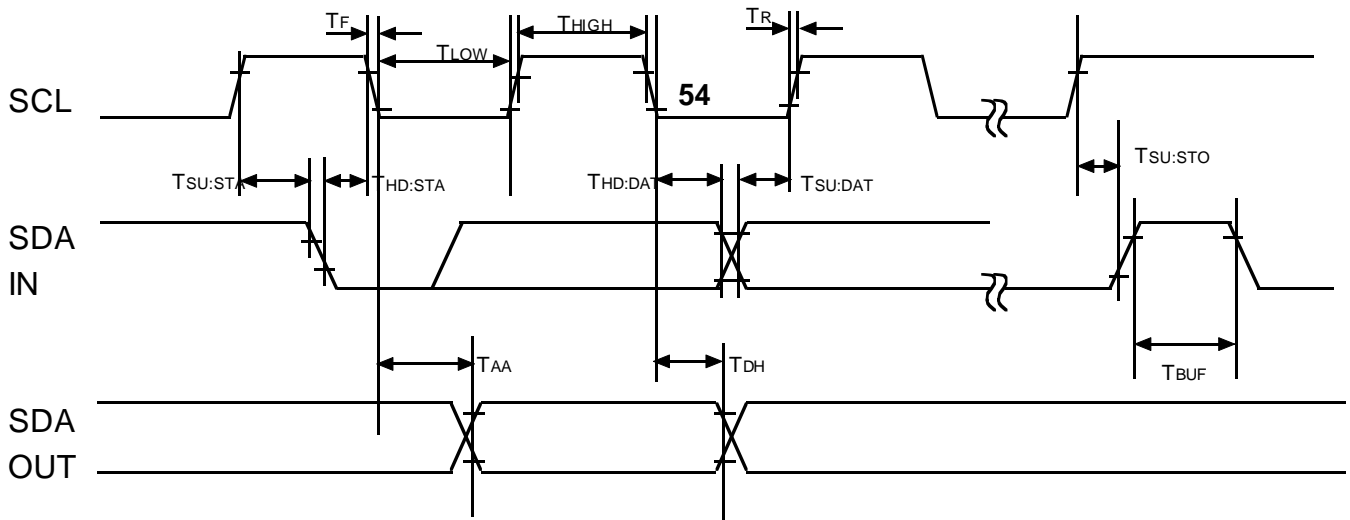 TF
THIGH
TR
TLOW
SCL
54
TSU:STA
THD:STA
THD:DAT
TSU:DAT
TSU:STO
SDA
IN
TAA
TDH
TBUF
SDA
OUT